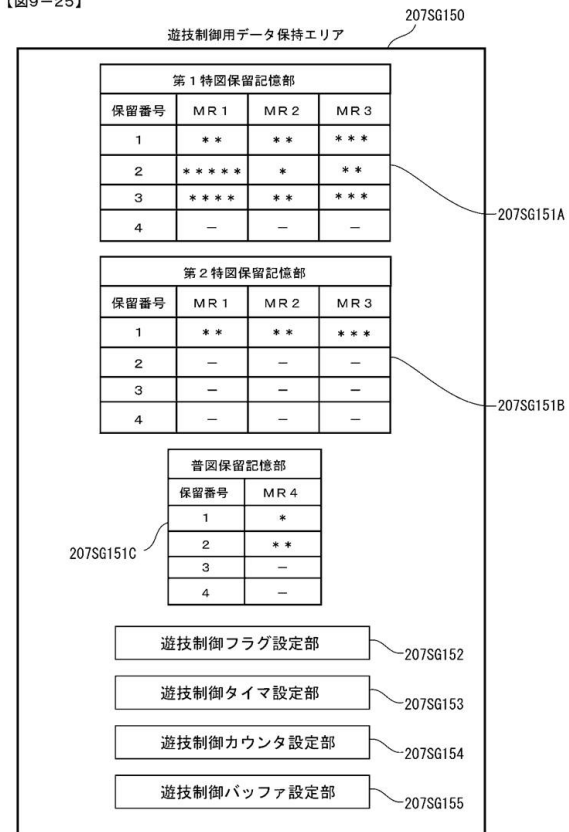 【図9-25】
207SG150
遊技制御用データ保持エリア
第1特図保留記憶部
保留番号 MR1 MR2 MR3
1 ** ** ***
2 ***** * **
3 **** ** ***
4 － － －
207SG151A
第2特図保留記憶部
保留番号 MR1 MR2 MR3
1 ** ** ***
2 － － －
3 － － －
4 － － －
207SG151B
普図保留記憶部
保留番号 MR4
1 *
2 **
3 －
4 －
207SG151C
遊技制御フラグ設定部
207SG152
遊技制御タイマ設定部
207SG153
遊技制御カウンタ設定部
207SG154
遊技制御バッファ設定部
207SG155